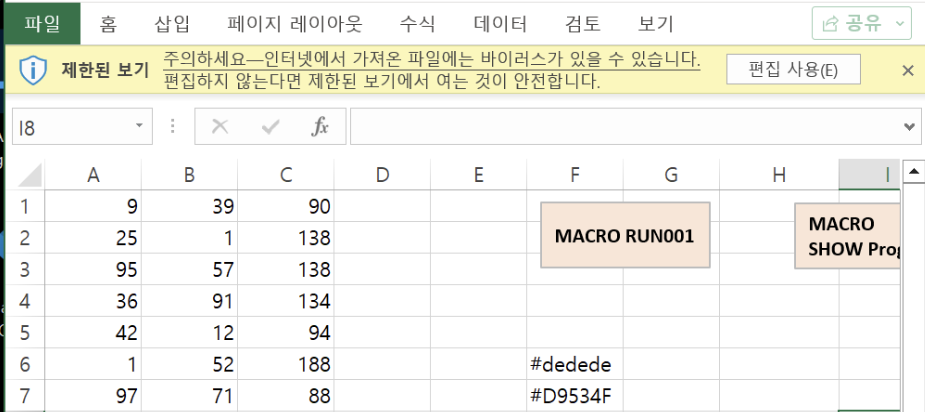 파일 홈 삽입 페이지 레이아웃 수식 데이터 검토 보기 공유
제한된 보기 주의하세요—인터넷에서 가져온 파일에는 바이러스가 있을 수 있습니다. 편집하지 않는다면 제한된 보기에서 여는 것이 안전합니다. 편집 사용(E)
I8 fx
A B C D E F G H I
1 9 39 90
MACRO RUN001
MACRO
SHOW Prog
2 25 1 138
3 95 57 138
4 36 91 134
5 42 12 94
6 1 52 188 #dedede
7 97 71 88 #D9534F